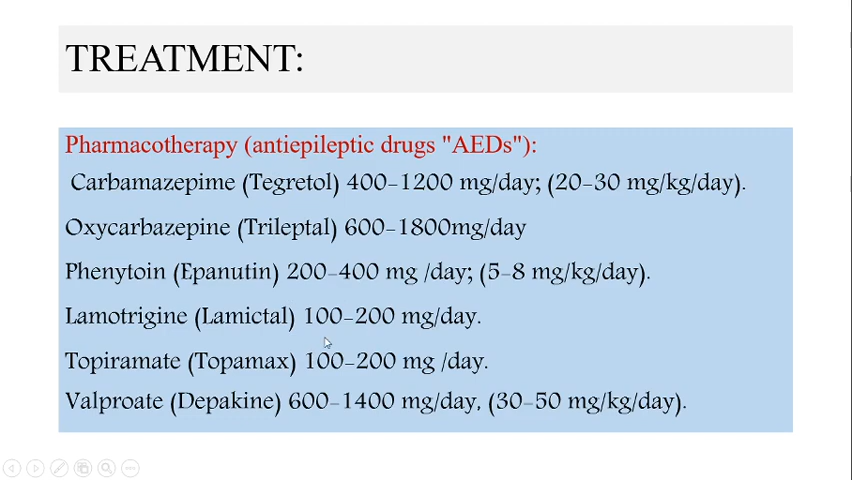 TREATMENT:
Pharmacotherapy (antiepileptic drugs "AEDs"):
Carbamazepime (Tegretol) 400-1200 mg/day; (20-30 mg/kg/day).
Oxycarbazepine (Trileptal) 600-1800mg/day
Phenytoin (Epanutin) 200-400 mg /day; (5-8 mg/kg/day).
Lamotrigine (Lamictal) 100-200 mg/day.
Topiramate (Topamax) 100-200 mg /day.
Valproate (Depakine) 600-1400 mg/day, (30-50 mg/kg/day).